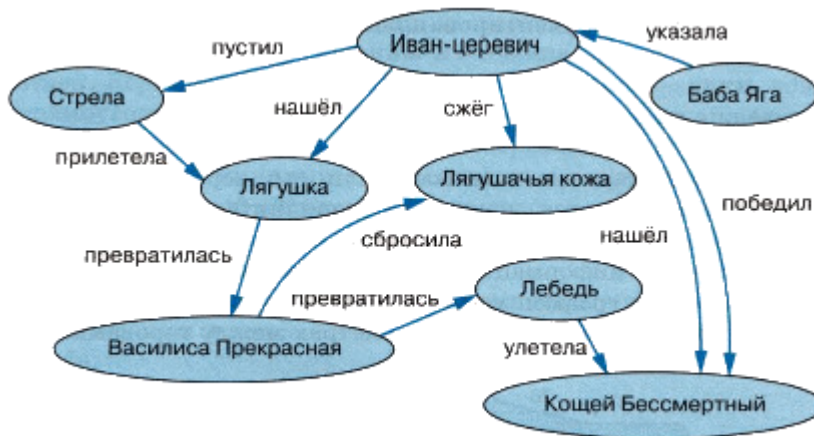 пустил
Иван-церевич
указала
Стрела
нашёл
сжёг
Баба Яга
прилетела
Лягушка
Лягушачья кожа
победил
превратилась
сбросила
нашёл
превратилась
Лебедь
Василиса Прекрасная
улетела
Кощей Бессмертный